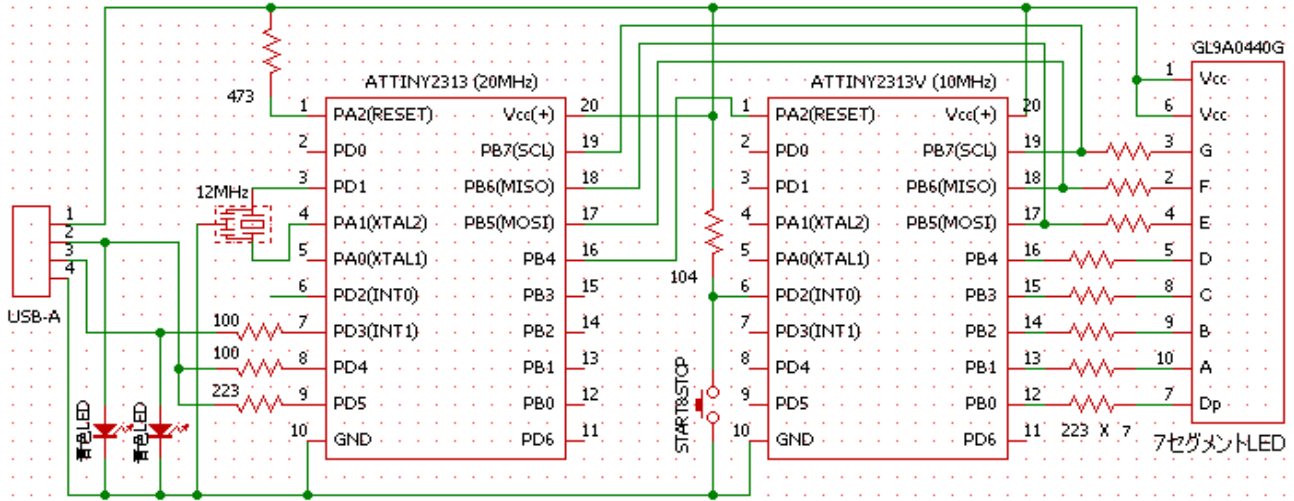 GL9A0440G
ATTINY2313 (20MHz)
ATTINY2313V (10MHz)
473
1 PA2(RESET) Vcc(+) 20
2 PD0 PB7(SCL) 19
3 PD1 PB6(MISO) 18
4 PA1(XTAL2) PB5(MOSI) 17
5 PA0(XTAL1) PB4 16
6 PD2(INT0) PB3 15
7 PD3(INT1) PB2 14
8 PD4 PB1 13
9 PD5 PB0 12
10 GND PD6 11
12MHz
1
2
3
4
USB-A
100
100
223
青色LED
青色LED
104
START&STOP
1 PA2(RESET) Vcc(+) 20
2 PD0 PB7(SCL) 19
3 PD1 PB6(MISO) 18
4 PA1(XTAL2) PB5(MOSI) 17
5 PA0(XTAL1) PB4 16
6 PD2(INT0) PB3 15
7 PD3(INT1) PB2 14
8 PD4 PB1 13
9 PD5 PB0 12
10 GND PD6 11
223 X 7
1 Vcc
6 Vcc
3 G
2 F
4 E
5 D
8 C
9 B
10 A
7 Dp
7セグメントLED